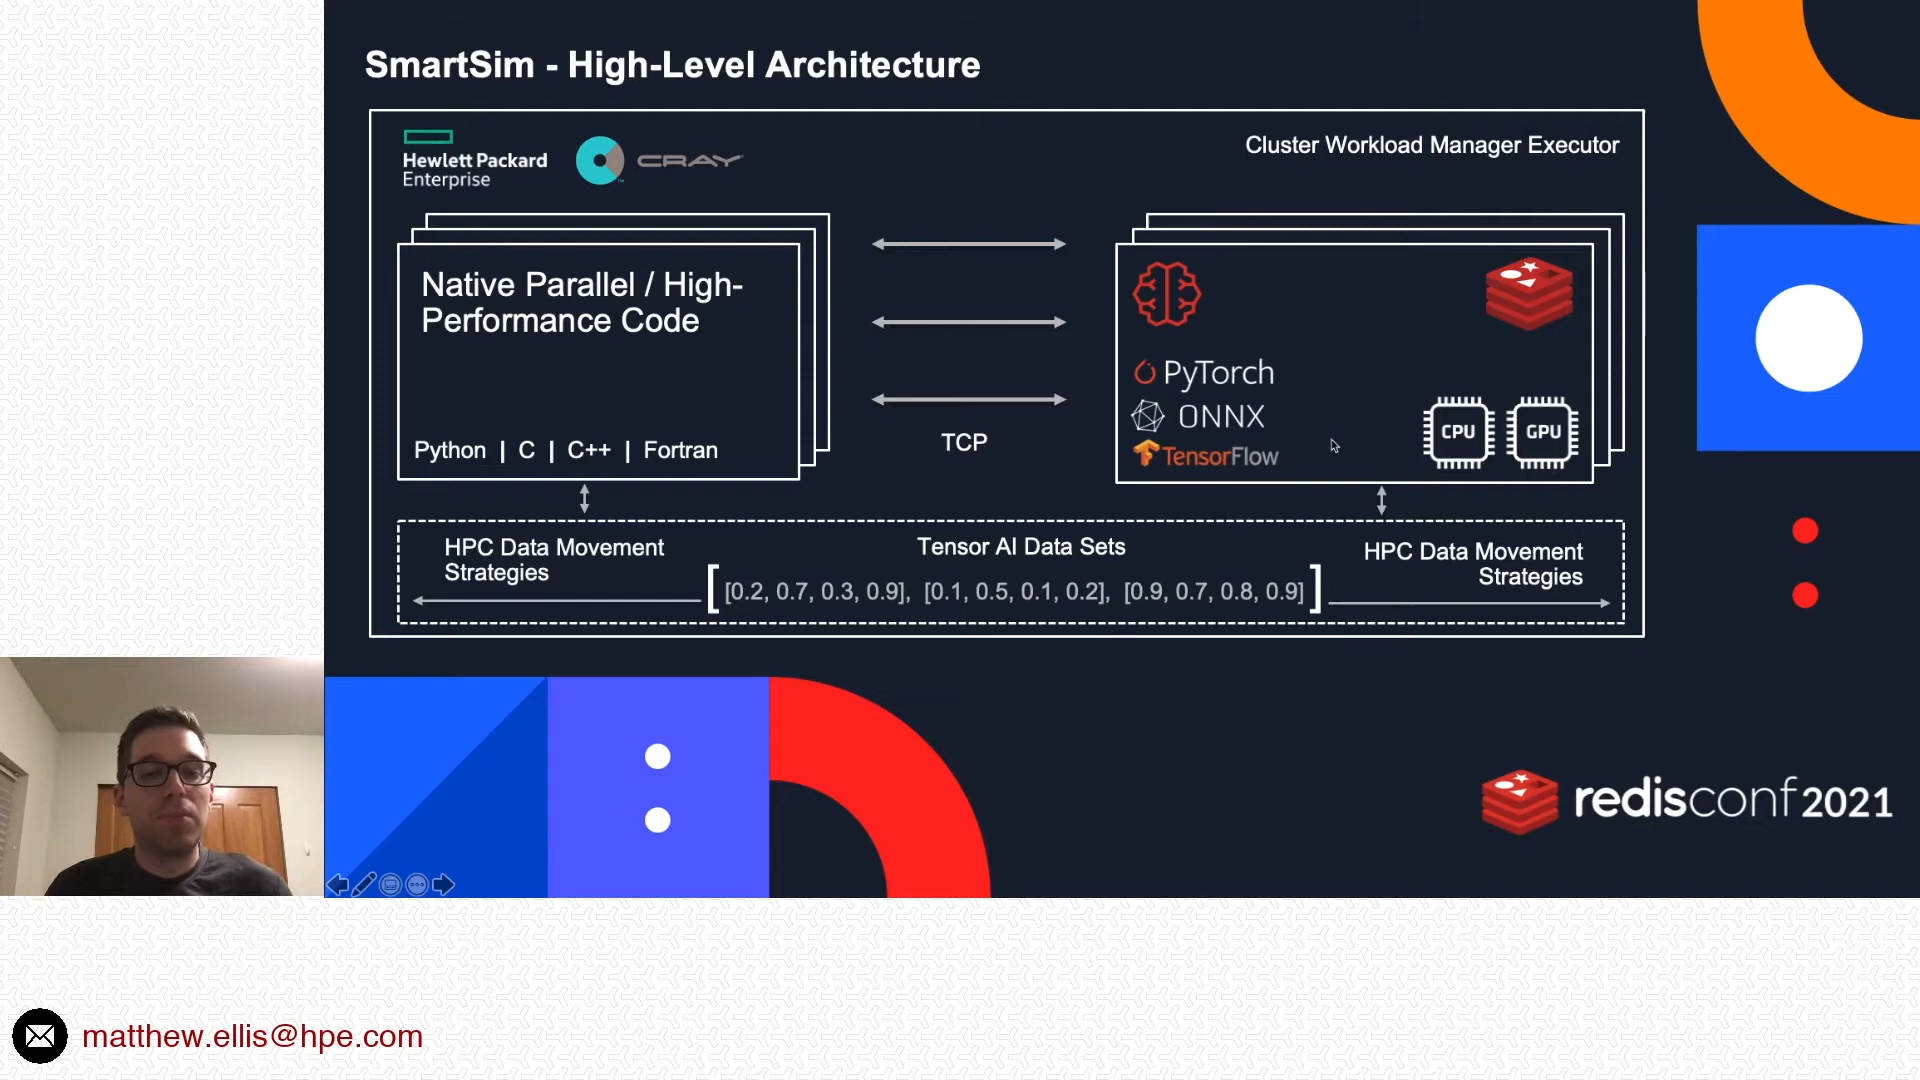 SmartSim - High-Level Architecture
Hewlett Packard
Enterprise
CRAY
Cluster Workload Manager Executor
Native Parallel / High-
Performance Code
Python | C | C++ | Fortran
TCP
PyTorch
ONNX
TensorFlow
CPU
GPU
HPC Data Movement
Strategies
Tensor AI Data Sets
[[0.2, 0.7, 0.3, 0.9], [0.1, 0.5, 0.1, 0.2], [0.9, 0.7, 0.8, 0.9]]
HPC Data Movement
Strategies
redisconf 2021
matthew.ellis@hpe.com